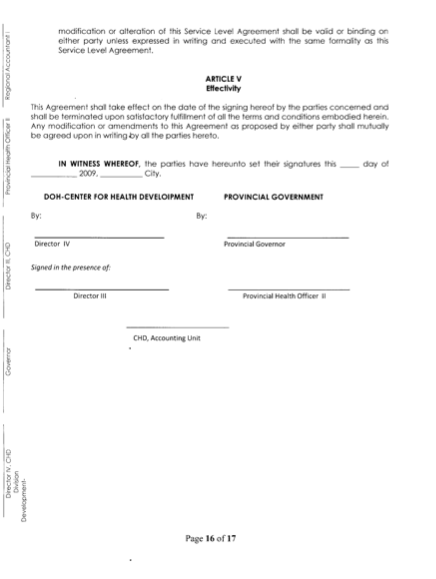 modification or alteration of this Service Level Agreement shall be valid or binding on
either party unless expressed in writing and executed with the same formality as this
Service Level Agreement.
ARTICLE V
Effectivity
This Agreement shall take effect on the date of the signing hereof by the parties concerned and
shall be terminated upon satisfactory fulfillment of all the terms and conditions embodied herein.
Any modification or amendments to this Agreement as proposed by either party shall mutually
be agreed upon in writing by all the parties hereto.
IN WITNESS WHEREOF, the parties have hereunto set their signatures this ____ day of
__________ 2009, __________ City.
DOH-CENTER FOR HEALTH DEVELOIPMENT PROVINCIAL GOVERNMENT
By: By:
Director IV Provincial Governor
Signed in the presence of:
Director III Provincial Health Officer II
CHD, Accounting Unit
Regional Accountant I
Provincial Health Officer II
Director III, CHD
Governor
Director IV, CHD
Division
Development-
Page 16 of 17